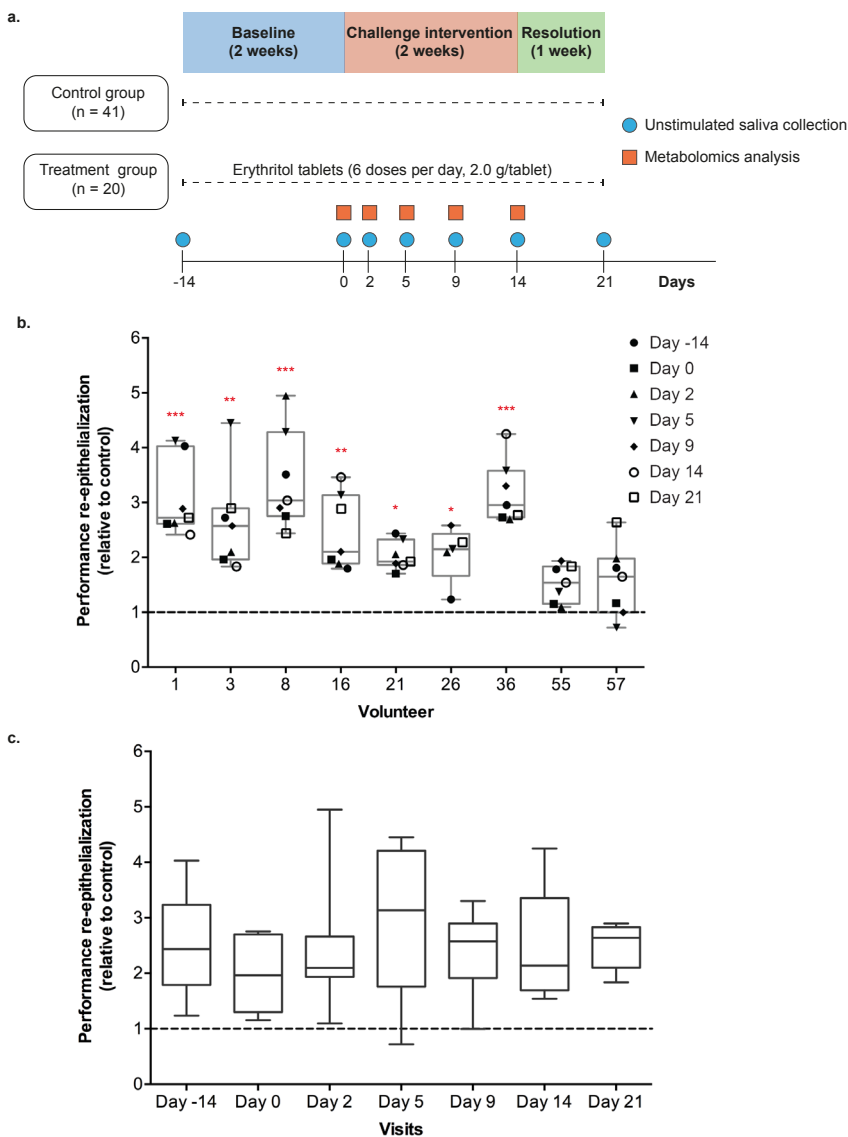 a.
Baseline
(2 weeks)
Challenge intervention
(2 weeks)
Resolution
(1 week)
Control group
(n = 41)
Treatment group
(n = 20)
Erythritol tablets (6 doses per day, 2.0 g/tablet)
Unstimulated saliva collection
Metabolomics analysis
-14 0 2 5 9 14 21 Days
b.
Performance re-epithelialization
(relative to control)
6
5
4
3
2
1
0
*** ** *** ** * * ***
Day -14
Day 0
Day 2
Day 5
Day 9
Day 14
Day 21
1 3 8 16 21 26 36 55 57
Volunteer
c.
Performance re-epithelialization
(relative to control)
6
5
4
3
2
1
0
Day -14 Day 0 Day 2 Day 5 Day 9 Day 14 Day 21
Visits